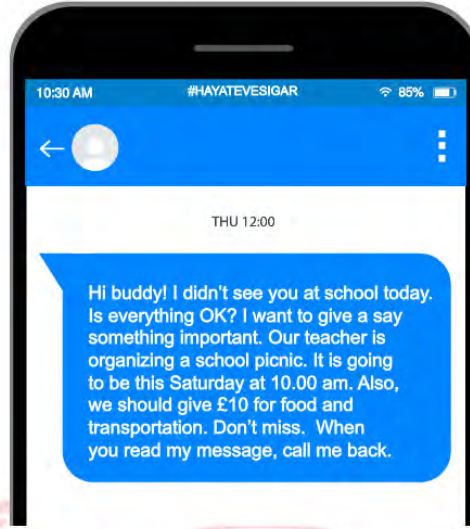 10:30 AM #HAYATEVESIGAR 85%
THU 12:00
Hi buddy! I didn't see you at school today.
Is everything OK? I want to give a say
something important. Our teacher is
organizing a school picnic. It is going
to be this Saturday at 10.00 am. Also,
we should give £10 for food and
transportation. Don't miss. When
you read my message, call me back.